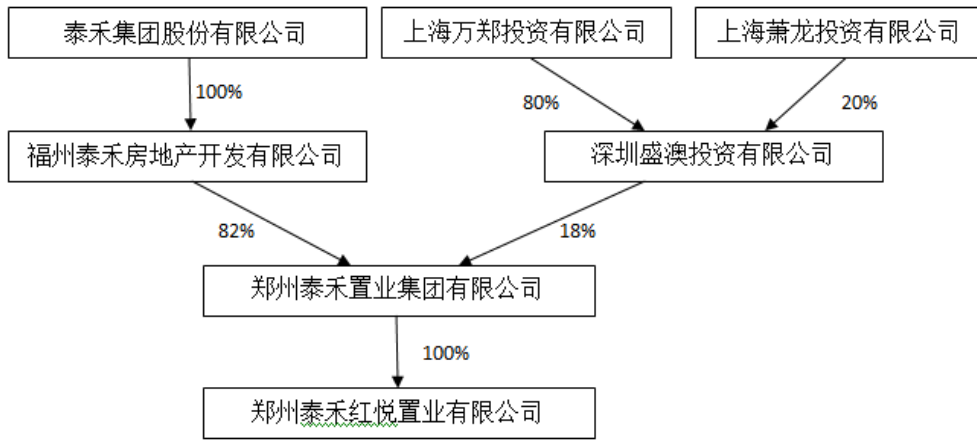 泰禾集团股份有限公司
上海万郑投资有限公司
上海萧龙投资有限公司
100%
80%
20%
福州泰禾房地产开发有限公司
深圳盛澳投资有限公司
82%
18%
郑州泰禾置业集团有限公司
100%
郑州泰禾红悦置业有限公司